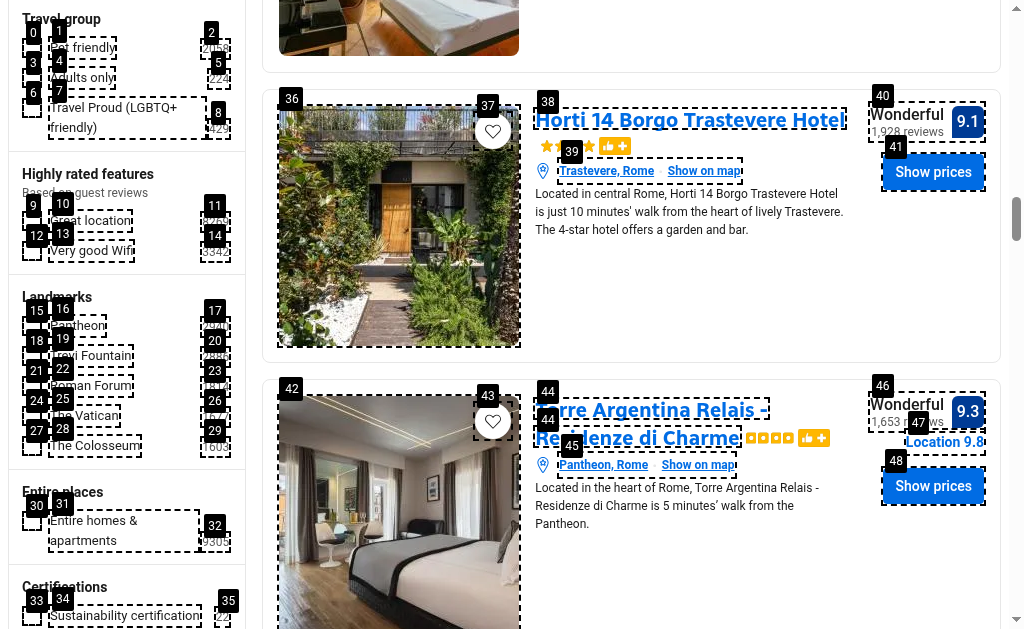 Travel group
0
1
2
Pet friendly
2058
3
4
5
Adults only
224
6
7
8
Travel Proud (LGBTQ+
friendly)
429
Highly rated features
Based on guest reviews
9
10
11
Great location
8269
12
13
14
Very good Wifi
3342
Landmarks
15
16
17
Pantheon
18
19
20
Trevi Fountain
21
22
23
Roman Forum
24
25
26
The Vatican
27
28
29
The Colosseum
1603
Entire places
30
31
32
Entire homes &
apartments
9305
Certifications
33
34
35
Sustainability certification
22
36
37
38
Horti 14 Borgo Trastevere Hotel
39
Trastevere, Rome · Show on map
Located in central Rome, Horti 14 Borgo Trastevere Hotel
is just 10 minutes' walk from the heart of lively Trastevere.
The 4-star hotel offers a garden and bar.
40
Wonderful
1,928 reviews
9.1
41
Show prices
42
43
44
Torre Argentina Relais -
44
Residenze di Charme
45
Pantheon, Rome · Show on map
Located in the heart of Rome, Torre Argentina Relais -
Residenze di Charme is 5 minutes' walk from the
Pantheon.
46
Wonderful
1,653
9.3
47
Location 9.8
48
Show prices